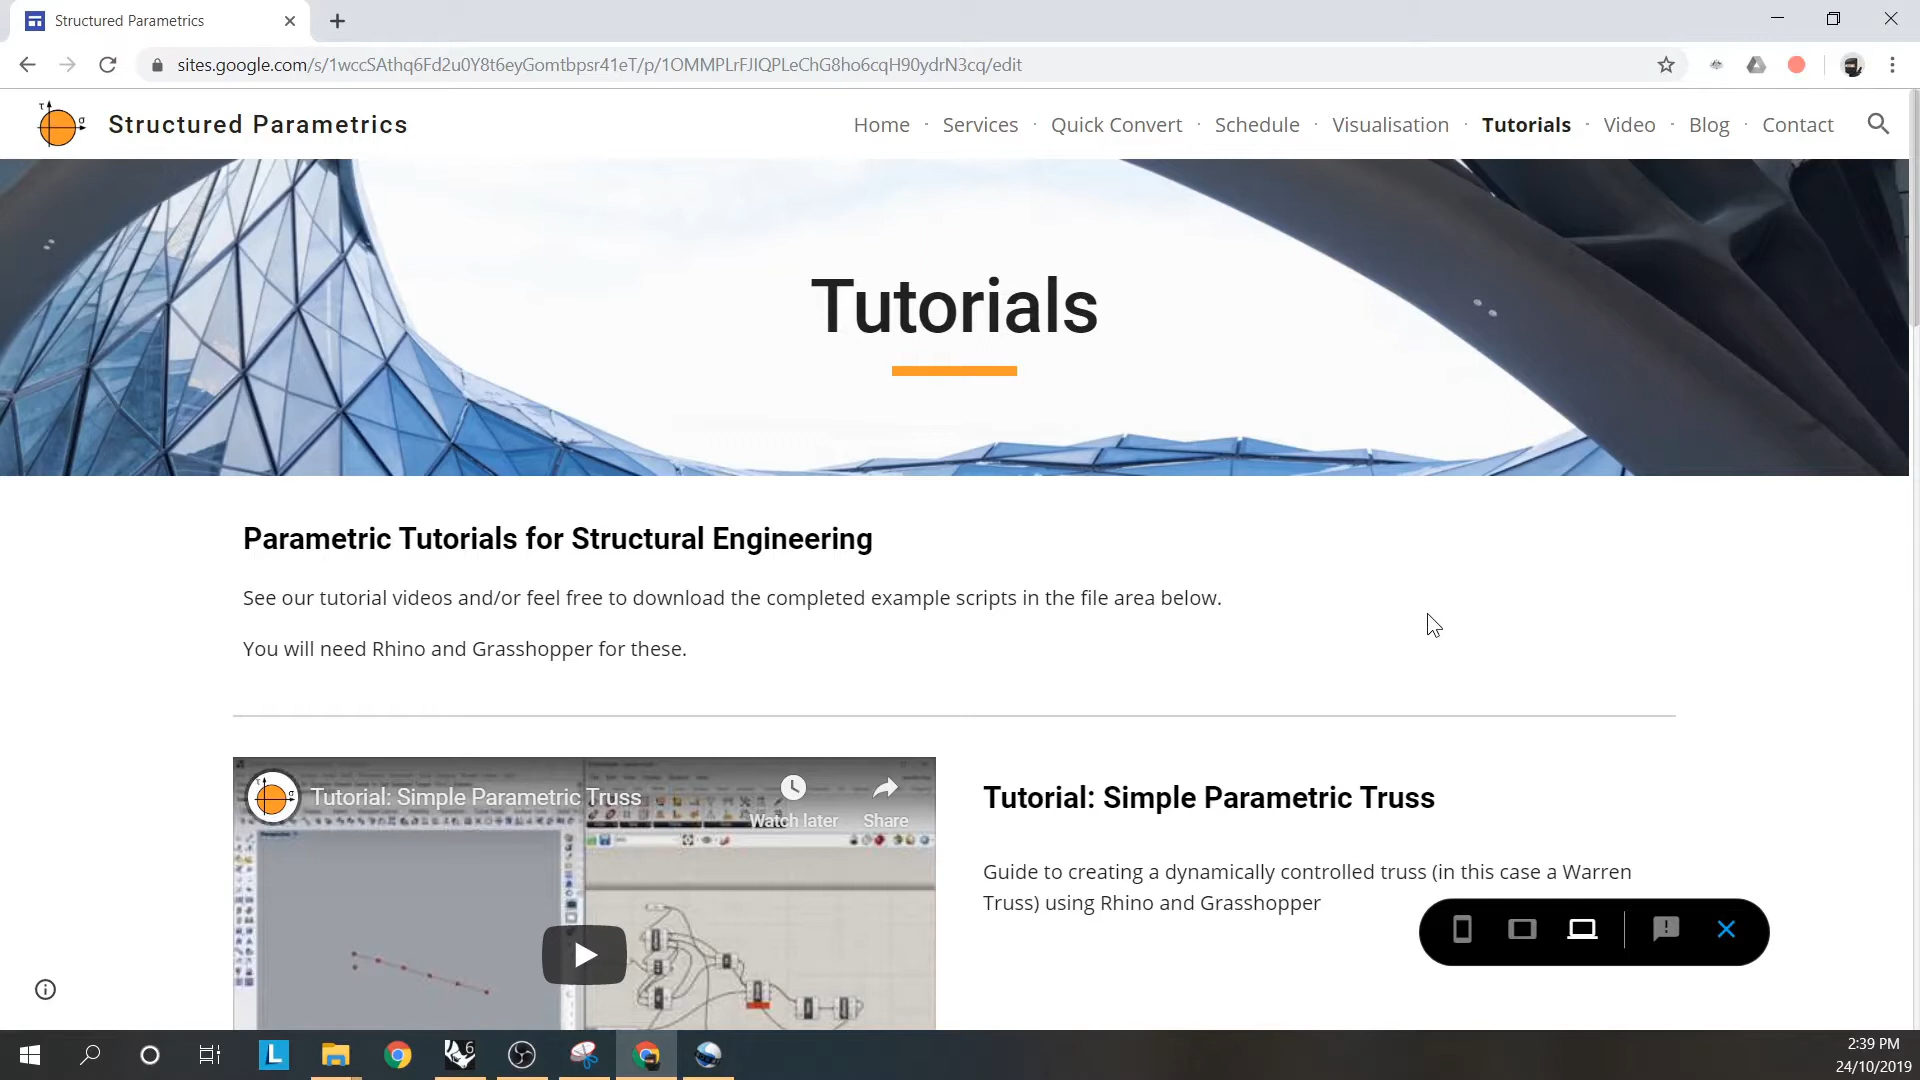 Structured Parametrics
sites.google.com/s/1wccSAthq6Fd2u0Y8t6eyGomtbpsr41eT/p/1OMMPLrFJIQPLeChG8ho6cqH90ydrN3cq/edit
τ
σ
Structured Parametrics
Home · Services · Quick Convert · Schedule · Visualisation · Tutorials · Video · Blog · Contact
Tutorials
Parametric Tutorials for Structural Engineering
See our tutorial videos and/or feel free to download the completed example scripts in the file area below.
You will need Rhino and Grasshopper for these.
Tutorial: Simple Parametric Truss
Watch later
Share
Tutorial: Simple Parametric Truss
Guide to creating a dynamically controlled truss (in this case a Warren
Truss) using Rhino and Grasshopper
L
6
2:39 PM
24/10/2019